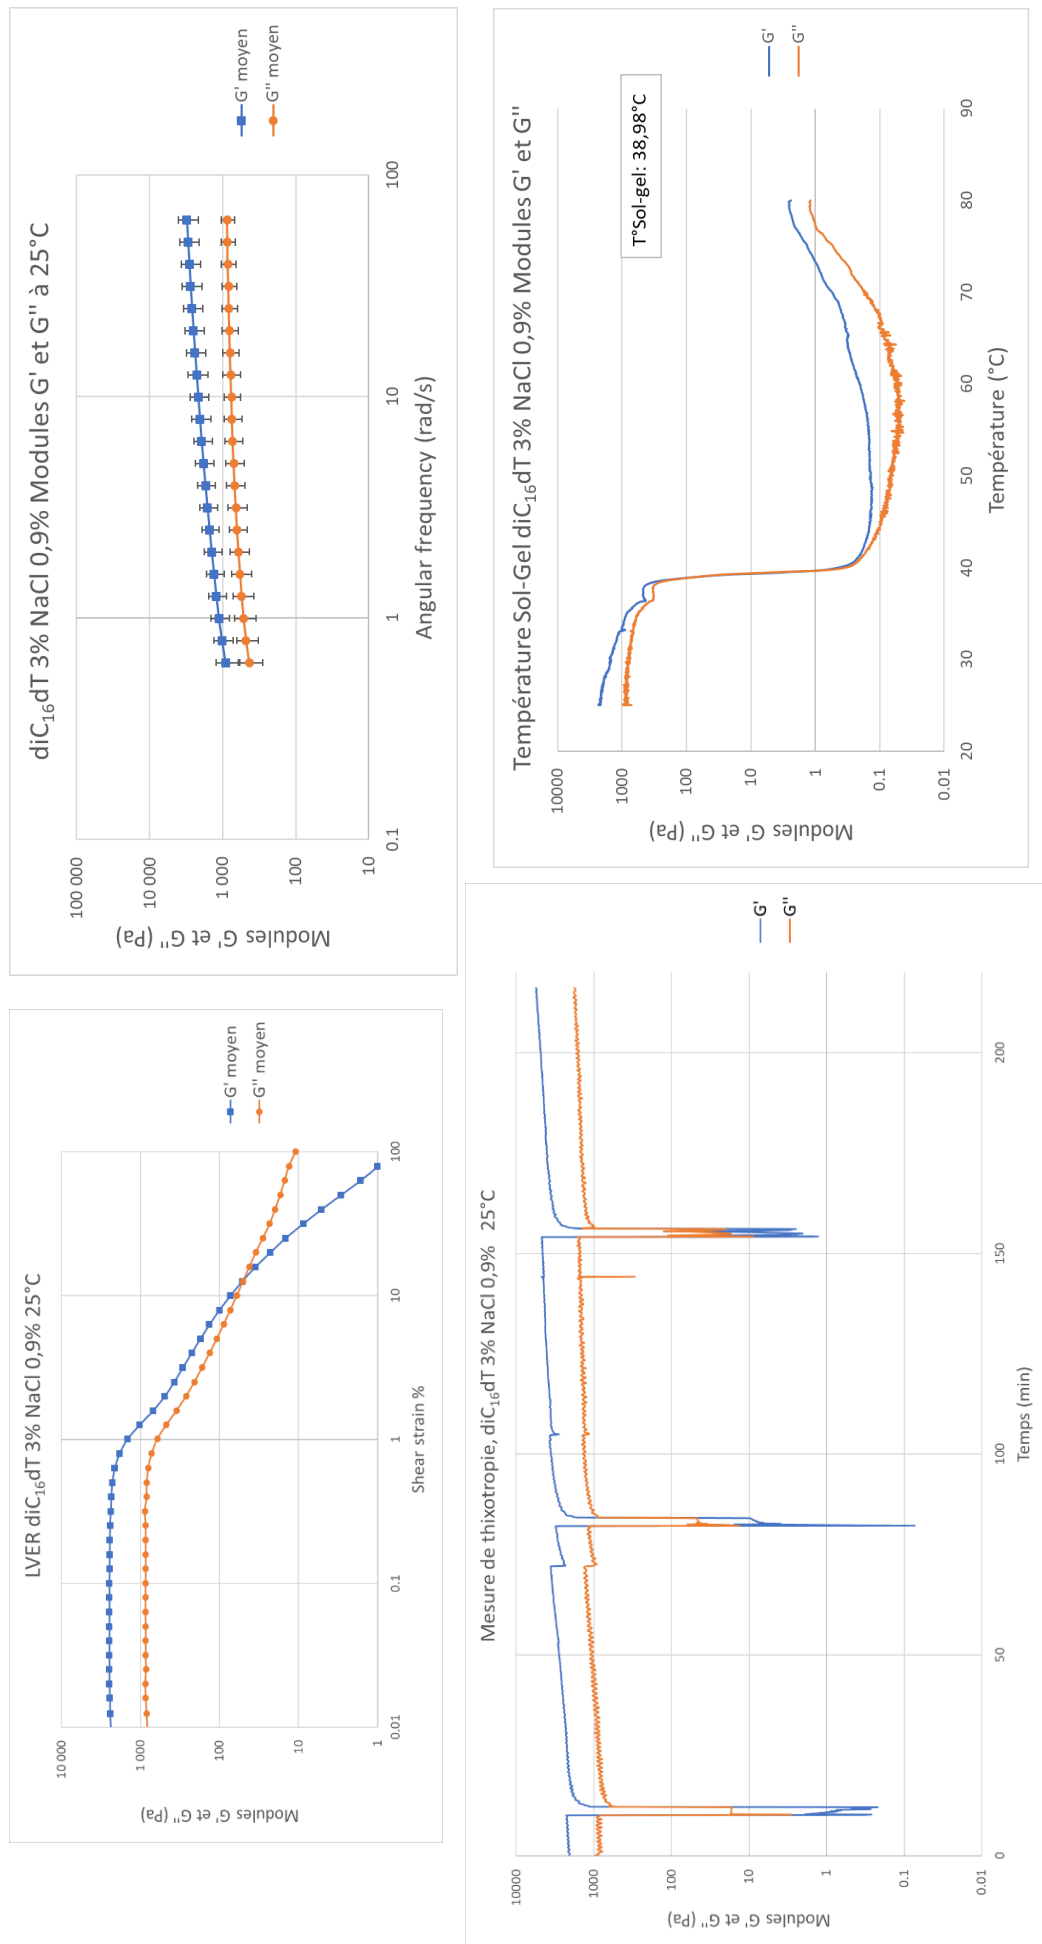 LVER diC₁₆dT 3% NaCl 0,9% 25°C
Modules G' et G'' (Pa)
10 000
1 000
100
10
1
0.01
0.1
1
10
100
Shear strain %
G' moyen
G'' moyen
diC₁₆dT 3% NaCl 0,9% Modules G' et G'' à 25°C
Modules G' et G'' (Pa)
100 000
10 000
1 000
100
10
0.1
1
10
100
Angular frequency (rad/s)
G' moyen
G'' moyen
Mesure de thixotropie, diC₁₆dT 3% NaCl 0,9% 25°C
Modules G' et G'' (Pa)
10000
1000
100
10
1
0.1
0.01
0
50
100
150
200
Temps (min)
G'
G''
Température Sol-Gel diC₁₆dT 3% NaCl 0,9% Modules G' et G''
T°Sol-gel: 38,98°C
Modules G' et G'' (Pa)
10000
1000
100
10
1
0.1
0.01
20
30
40
50
60
70
80
90
Température (°C)
G'
G''